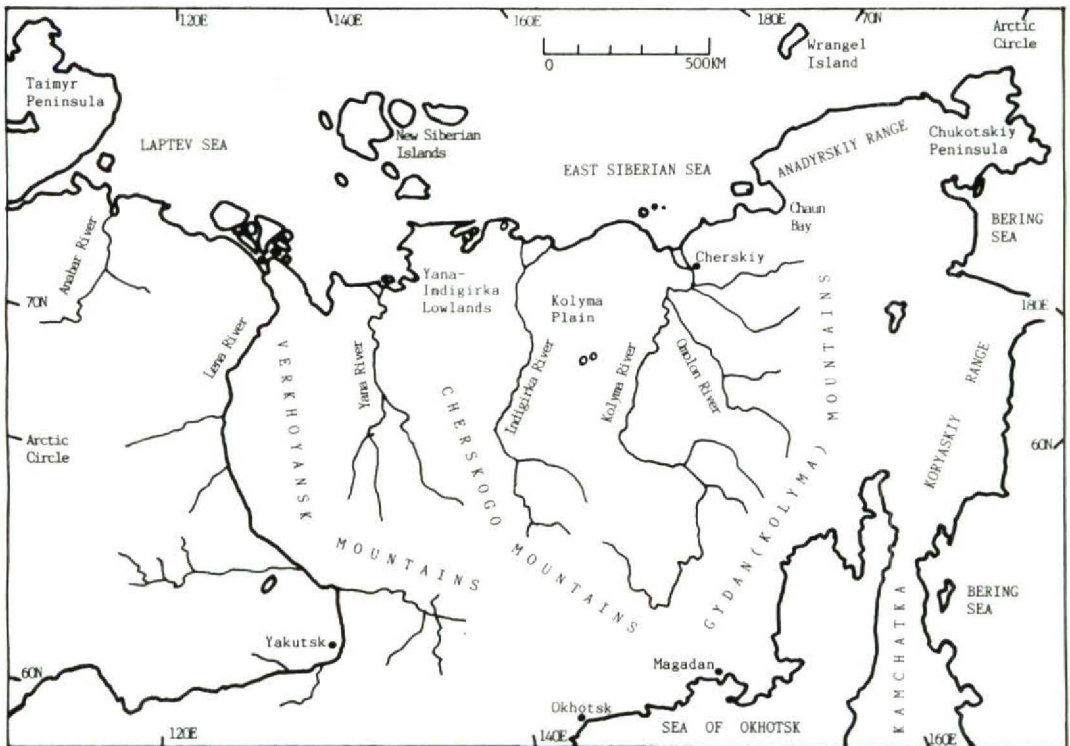 120E
140E
160E
180E
70N
Arctic
Circle
Taimyr
Peninsula
0 500KM
Wrangel
Island
LAPTEV SEA
New Siberian
Islands
EAST SIBERIAN SEA
ANADYRSKIY RANGE
Chukotskiy
Peninsula
Chaun
Bay
BERING
SEA
Anabar River
Cherskiy
Yana-
Indigirka
Lowlands
Kolyma
Plain
70N
180E
Lena River
Yana River
Indigirka River
Kolyma River
Omolon River
VERKHOYANSK
MOUNTAINS
CHERSKOGO
MOUNTAINS
GYDAN (KOLYMA) MOUNTAINS
KORYASKIY RANGE
Arctic
Circle
60N
KAMCHATKA
BERING
SEA
Yakutsk
Magadan
60N
Okhotsk
SEA OF OKHOTSK
120E
140E
160E